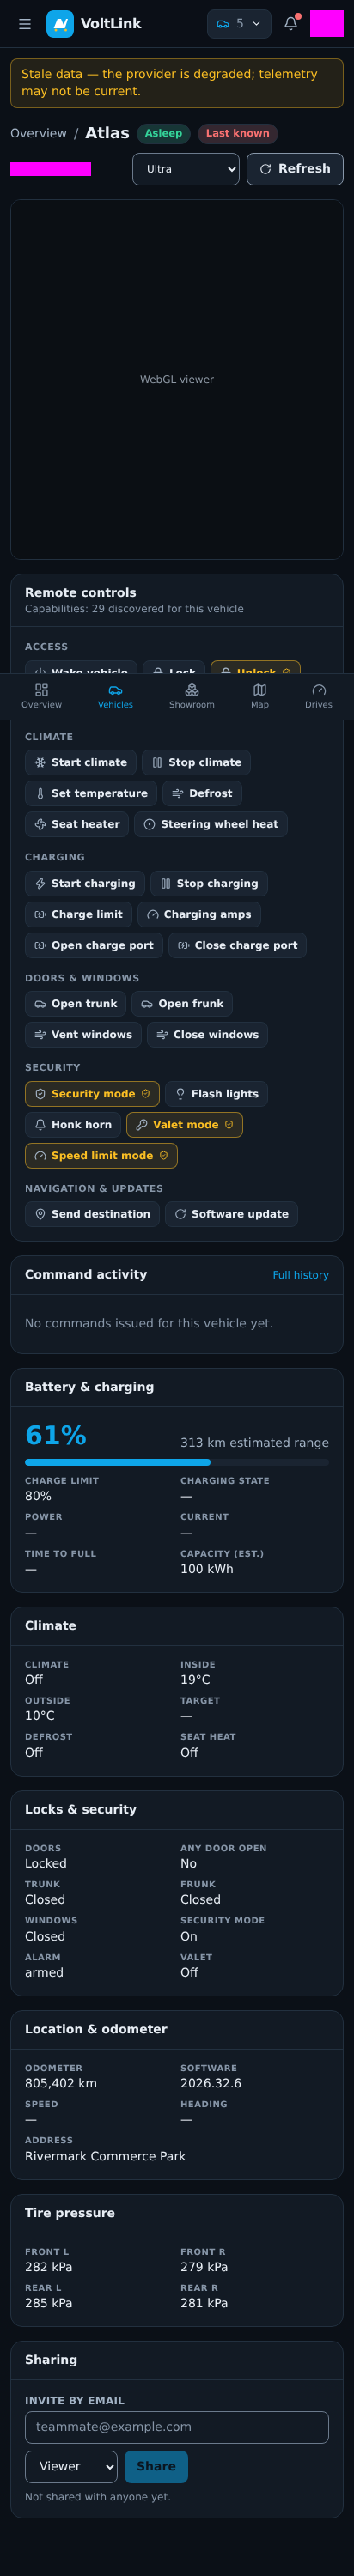 VoltLink 5
Stale data — the provider is degraded; telemetry
may not be current.
Overview / Atlas Asleep Last known
Ultra Refresh
WebGL viewer
Remote controls
Capabilities: 29 discovered for this vehicle
ACCESS
Wake vehicle Lock Unlock
Overview Vehicles Showroom Map Drives
CLIMATE
Start climate Stop climate
Set temperature Defrost
Seat heater Steering wheel heat
CHARGING
Start charging Stop charging
Charge limit Charging amps
Open charge port Close charge port
DOORS & WINDOWS
Open trunk Open frunk
Vent windows Close windows
SECURITY
Security mode Flash lights
Honk horn Valet mode
Speed limit mode
NAVIGATION & UPDATES
Send destination Software update
Command activity Full history
No commands issued for this vehicle yet.
Battery & charging
61% 313 km estimated range
CHARGE LIMIT CHARGING STATE
80% —
POWER CURRENT
— —
TIME TO FULL CAPACITY (EST.)
— 100 kWh
Climate
CLIMATE INSIDE
Off 19°C
OUTSIDE TARGET
10°C —
DEFROST SEAT HEAT
Off Off
Locks & security
DOORS ANY DOOR OPEN
Locked No
TRUNK FRUNK
Closed Closed
WINDOWS SECURITY MODE
Closed On
ALARM VALET
armed Off
Location & odometer
ODOMETER SOFTWARE
805,402 km 2026.32.6
SPEED HEADING
— —
ADDRESS
Rivermark Commerce Park
Tire pressure
FRONT L FRONT R
282 kPa 279 kPa
REAR L REAR R
285 kPa 281 kPa
Sharing
INVITE BY EMAIL
teammate@example.com
Viewer Share
Not shared with anyone yet.